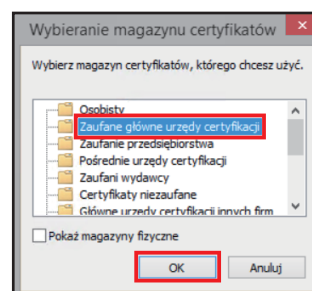 Wybieranie magazynu certyfikatów
Wybierz magazyn certyfikatów, którego chcesz użyć.
Osobisty
Zaufane główne urzędy certyfikacji
Zaufanie przedsiębiorstwa
Pośrednie urzędy certyfikacji
Zaufani wydawcy
Certyfikaty niezaufane
Główne urzędy certyfikacji innych firm
Pokaż magazyny fizyczne
OK
Anuluj